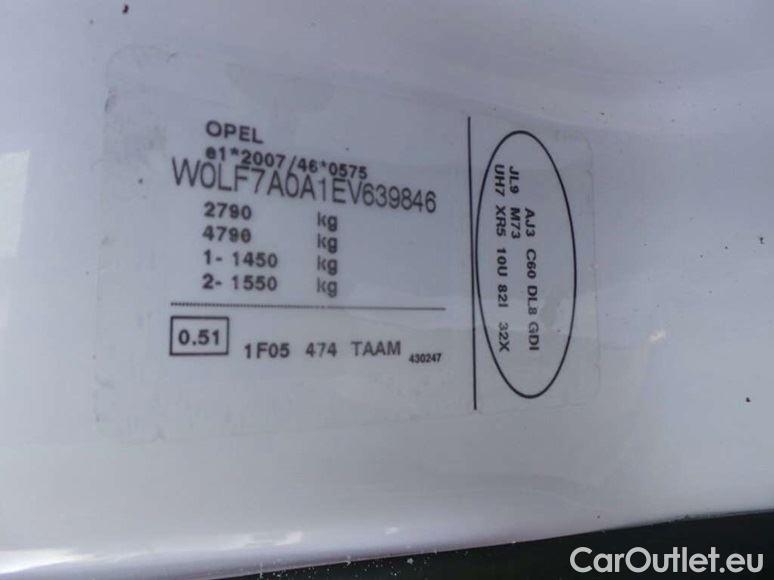 OPEL
e1*2007/46*0575
W0LF7A0A1EV639846
2790 kg
4790 kg
1- 1450 kg
2- 1550 kg
0.51 1F05 474 TAAM 430247
AJ3 C60 DL8 GDI
JL9 M73
UH7 XR5 10U 82I 32X
CarOutlet.eu